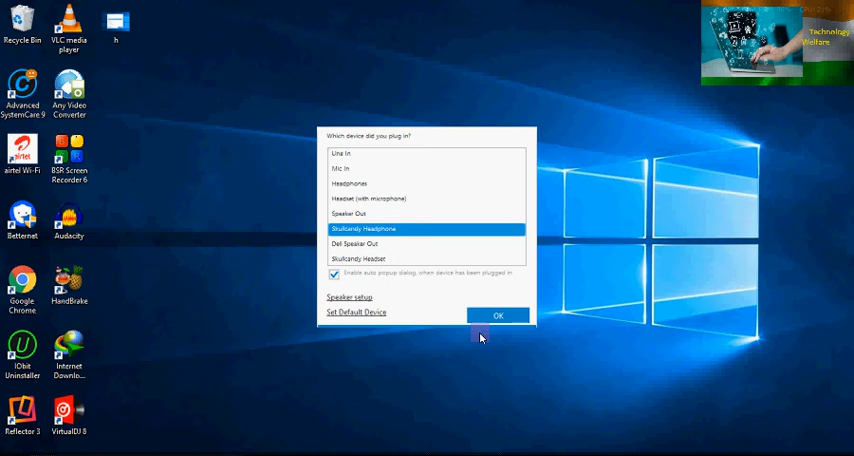 Recycle Bin
VLC media
player
h
Advanced
SystemCare 9
Any Video
Converter
airtel Wi-Fi
BSR Screen
Recorder 6
Betternet
Audacity
Google
Chrome
HandBrake
IObit
Uninstaller
Internet
Downlo...
Reflector 3
VirtualDJ 8
Which device did you plug in?
Line In
Mic In
Headphones
Headset (with microphone)
Speaker Out
Skullcandy Headphone
Dell Speaker Out
Skullcandy Headset
Enable auto popup dialog, when device has been plugged in
Speaker setup
Set Default Device
OK
Technology
Welfare